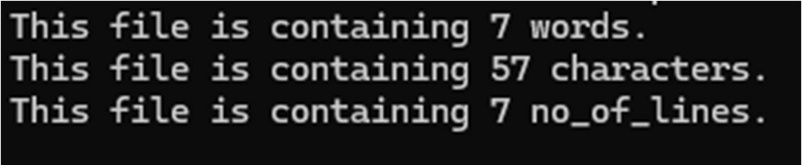 This file is containing 7 words.
This file is containing 57 characters.
This file is containing 7 no_of_lines.